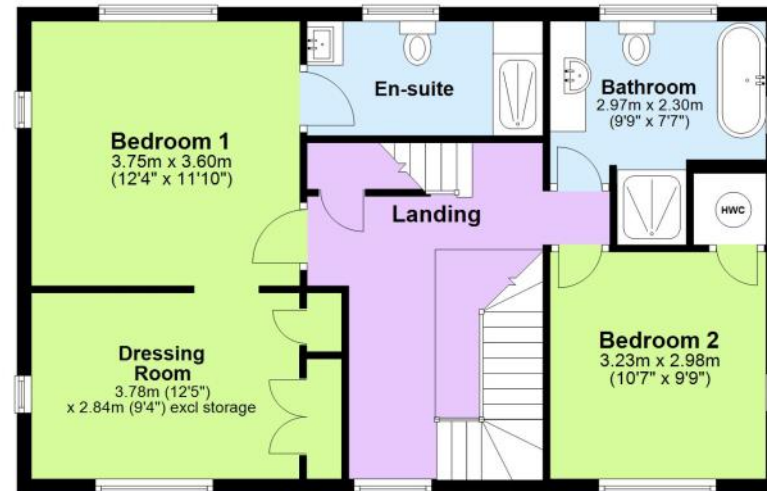 En-suite
Bathroom
2.97m x 2.30m
(9'9" x 7'7")
Bedroom 1
3.75m x 3.60m
(12'4" x 11'10")
Landing
HWC
Dressing
Room
3.78m (12'5")
x 2.84m (9'4") excl storage
Bedroom 2
3.23m x 2.98m
(10'7" x 9'9")